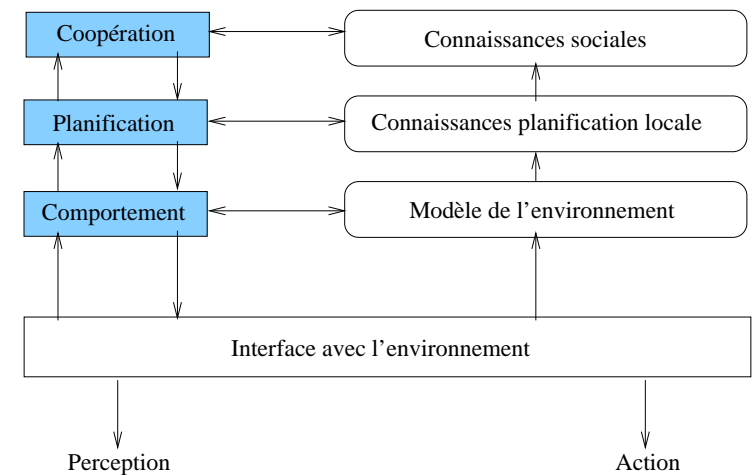 Coopération
Connaissances sociales
Planification
Connaissances planification locale
Comportement
Modèle de l'environnement
Interface avec l'environnement
Perception
Action